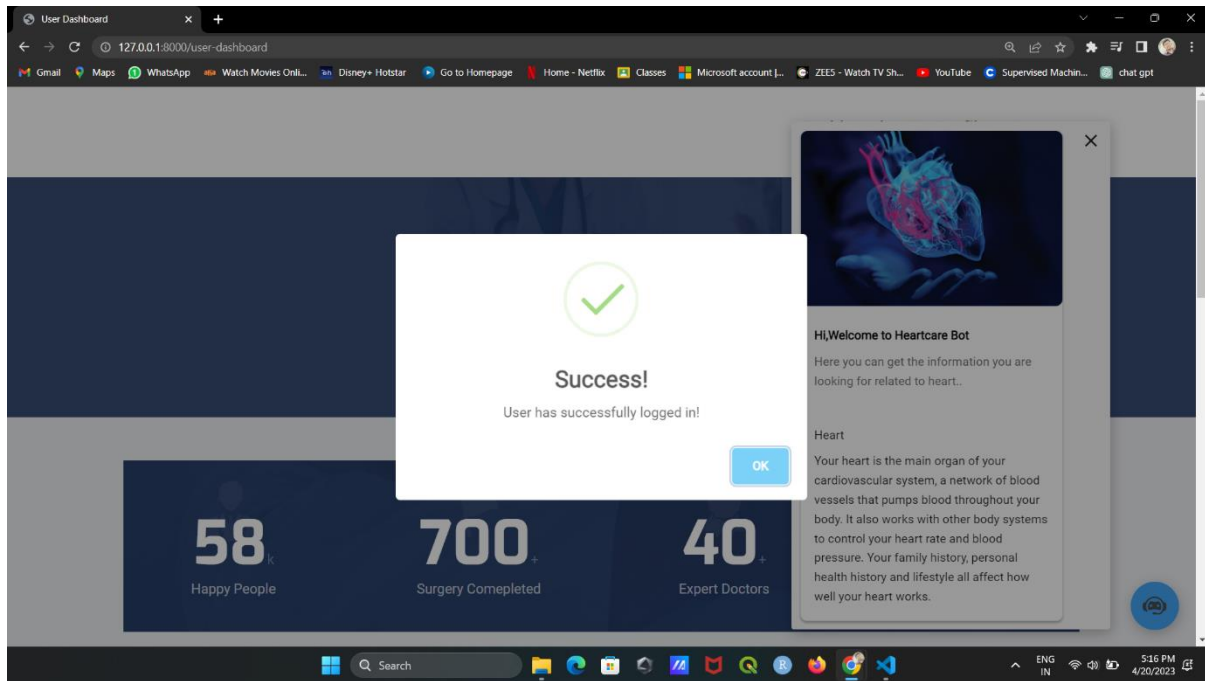 User Dashboard
127.0.0.1:8000/user-dashboard
Gmail Maps WhatsApp Watch Movies Onli... Disney+ Hotstar Go to Homepage Home - Netflix Classes Microsoft account |... ZEE5 - Watch TV Sh... YouTube Supervised Machin... chat gpt
Success!
User has successfully logged in!
OK
Hi,Welcome to Heartcare Bot
Here you can get the information you are
looking for related to heart..
Heart
Your heart is the main organ of your
cardiovascular system, a network of blood
vessels that pumps blood throughout your
body. It also works with other body systems
to control your heart rate and blood
pressure. Your family history, personal
health history and lifestyle all affect how
well your heart works.
58k
Happy People
700+
Surgery Comepleted
40+
Expert Doctors
Search
ENG
IN
5:16 PM
4/20/2023